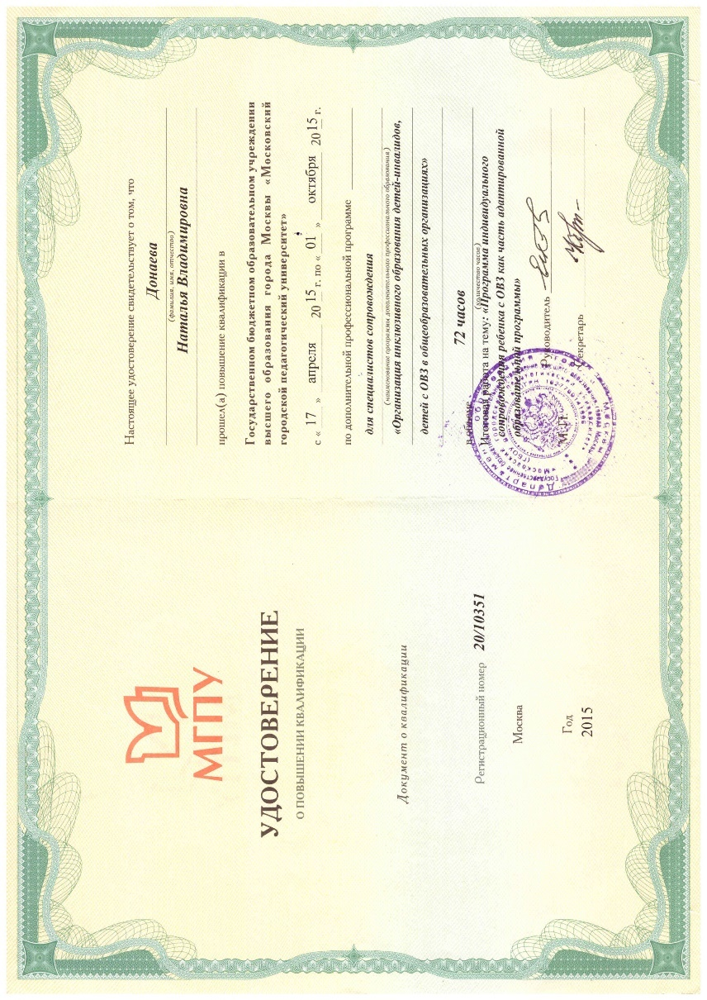 МГПУ
УДОСТОВЕРЕНИЕ
О ПОВЫШЕНИИ КВАЛИФИКАЦИИ
Документ о квалификации
Регистрационный номер 20/10351
Москва
Год
2015
Настоящее удостоверение свидетельствует о том, что
Донаева
(фамилия, имя, отчество)
Наталья Владимировна
прошел(а) повышение квалификации в
Государственном бюджетном образовательном учреждении
высшего образования города Москвы «Московский
городской педагогический университет»
с « 17 » апреля 2015 г. по « 01 » октября 2015 г.
по дополнительной профессиональной программе
для специалистов сопровождения
(наименование программы дополнительного профессионального образования)
«Организация инклюзивного образования детей-инвалидов,
детей с ОВЗ в общеобразовательных организациях»
в объеме 72 часов
(количество часов)
Итоговая работа на тему: «Программа индивидуального
сопровождения ребенка с ОВЗ как часть адаптированной
образовательной программы»
Руководитель
М.П.
Секретарь